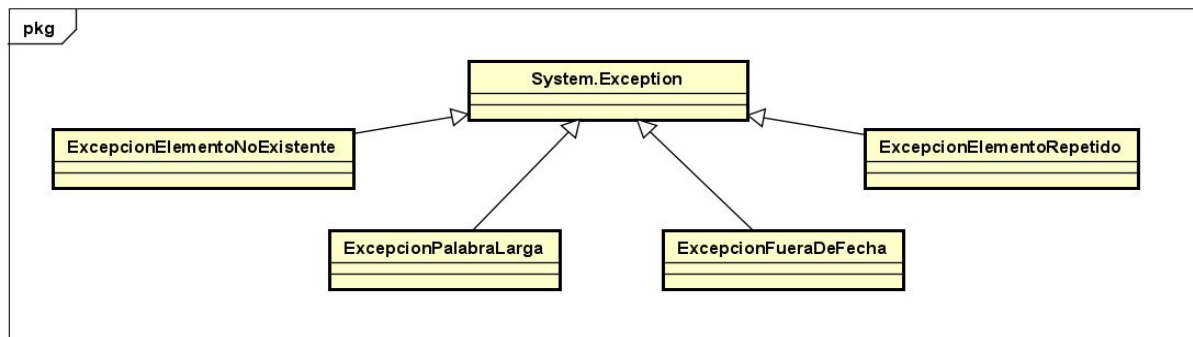 pkg
System.Exception
ExcepcionElementoNoExistente
ExcepcionElementoRepetido
ExcepcionPalabraLarga
ExcepcionFueraDeFecha